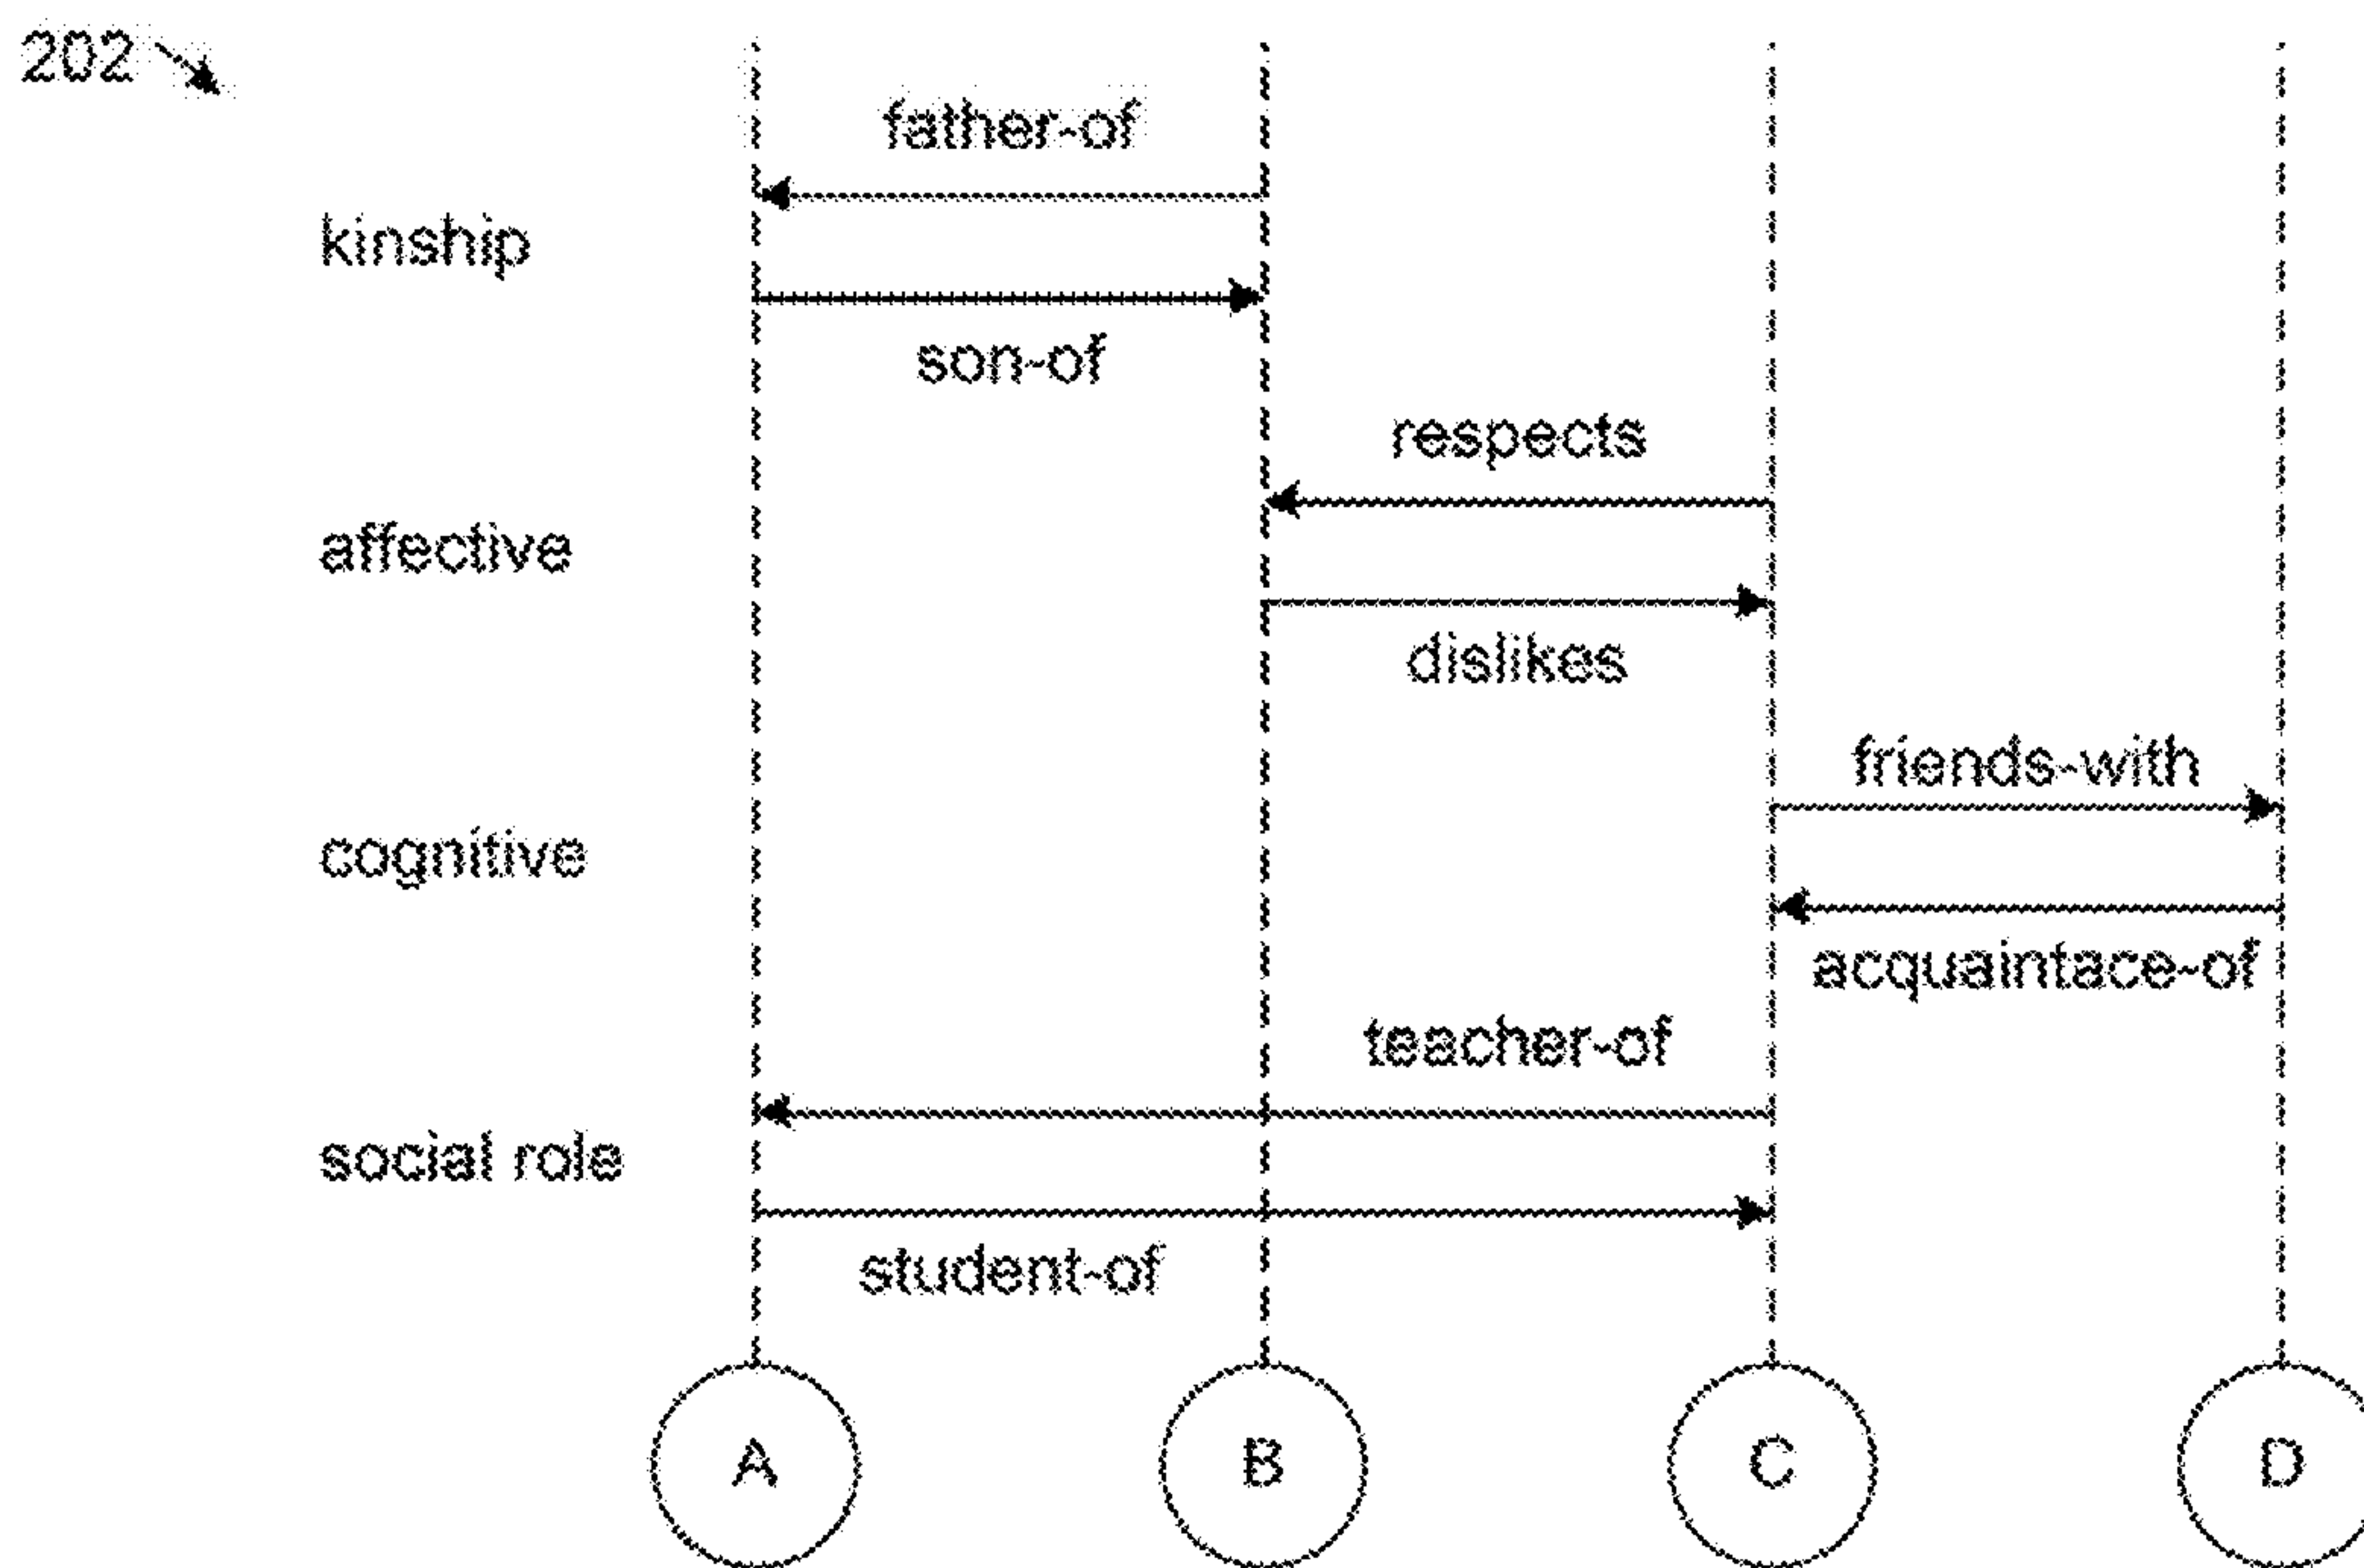 202
father-of
kinship
son-of
respects
affective
dislikes
friends-with
cognitive
acquaintace-of
teacher-of
social role
student-of
A B C D